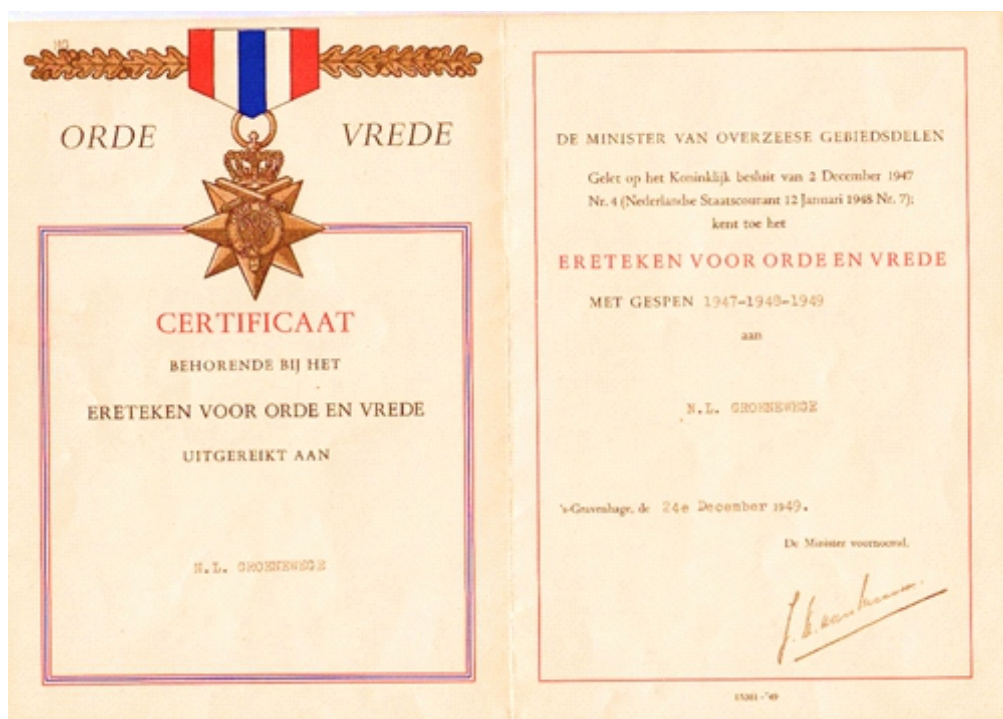 ORDE VREDE
CERTIFICAAT
BEHORENDE BIJ HET
ERETEKEN VOOR ORDE EN VREDE
UITGEREIKT AAN
N.L. GROENEWEGE
DE MINISTER VAN OVERZEESE GEBIEDSDELEN
Gelet op het Koninklijk besluit van 2 December 1947
Nr. 4 (Nederlandse Staatscourant 12 Januari 1948 Nr. 7);
kent toe het
ERETEKEN VOOR ORDE EN VREDE
MET GESPEN 1947-1948-1949
aan
N.L. GROENEWEGE
's-Gravenhage, de 24e December 1949.
De Minister voornoemd,